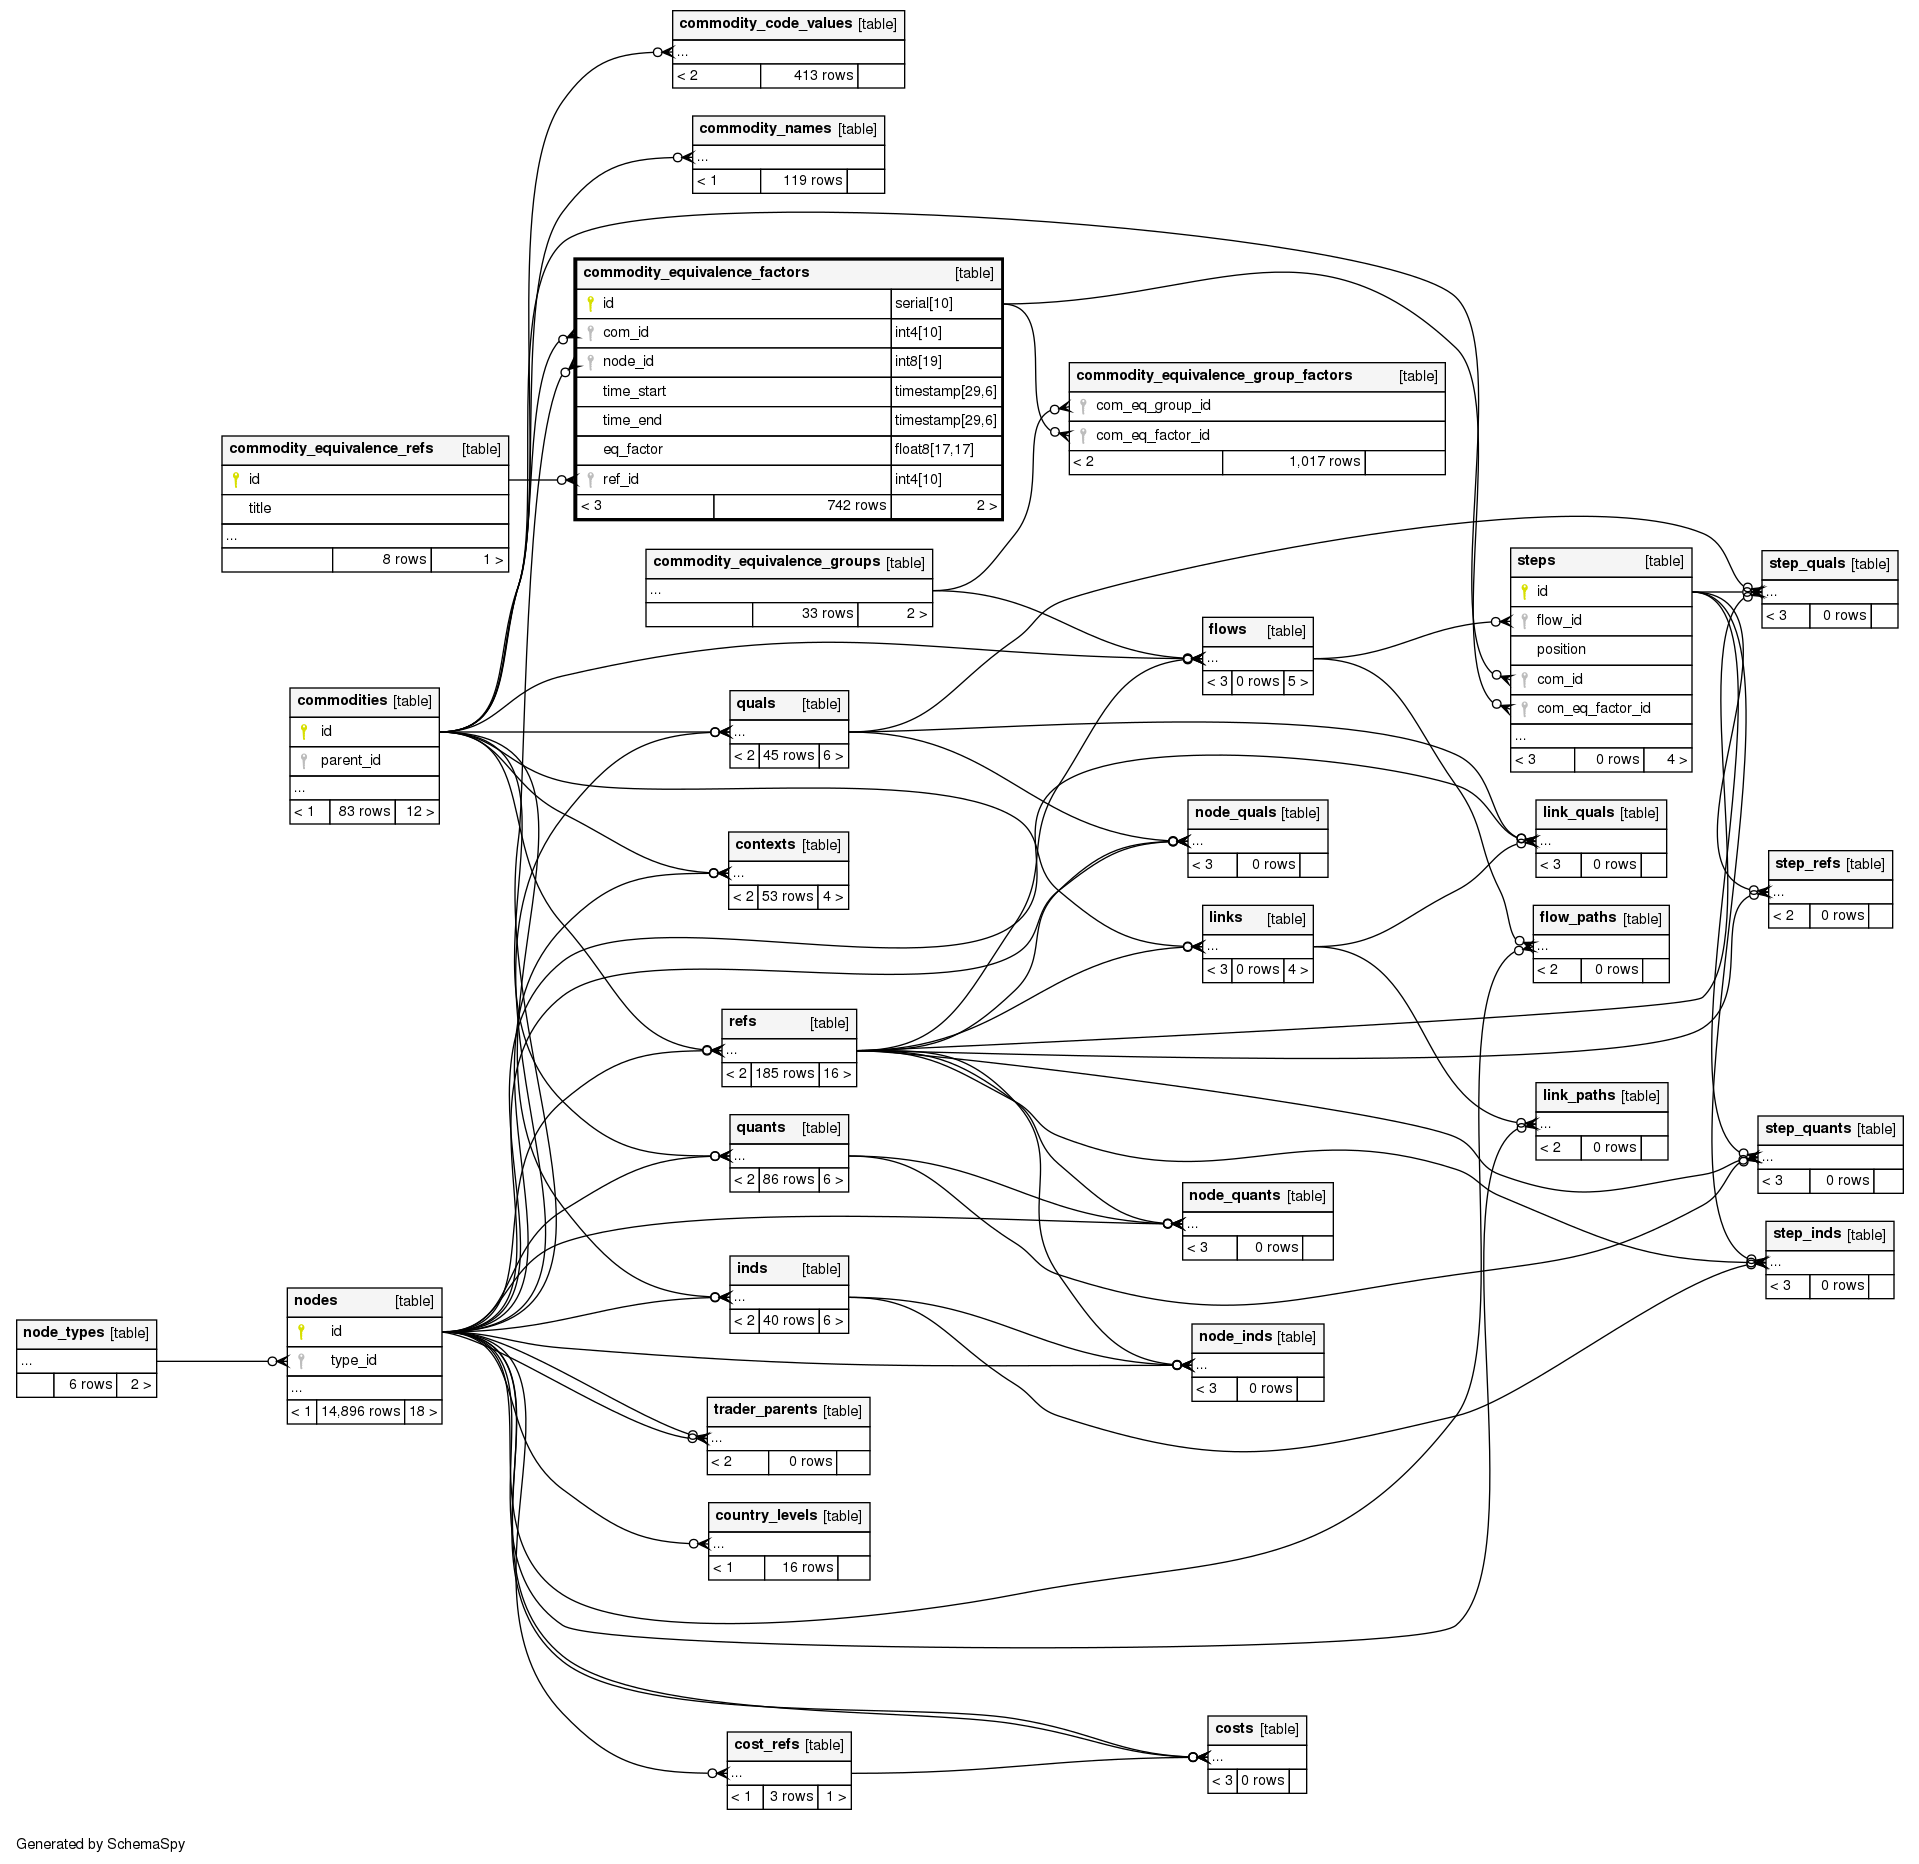 commodity_code_values [table]
...
< 2 413 rows
commodity_names [table]
...
< 1 119 rows
commodity_equivalence_factors [table]
id serial[10]
com_id int4[10]
node_id int8[19]
time_start timestamp[29,6]
time_end timestamp[29,6]
eq_factor float8[17,17]
ref_id int4[10]
< 3 742 rows 2 >
commodity_equivalence_group_factors [table]
com_eq_group_id
com_eq_factor_id
< 2 1,017 rows
commodity_equivalence_refs [table]
id
title
...
8 rows 1 >
commodity_equivalence_groups [table]
...
33 rows 2 >
steps [table]
id
flow_id
position
com_id
com_eq_factor_id
...
< 3 0 rows 4 >
step_quals [table]
...
< 3 0 rows
flows [table]
...
< 3 0 rows 5 >
commodities [table]
id
parent_id
...
< 1 83 rows 12 >
quals [table]
...
< 2 45 rows 6 >
node_quals [table]
...
< 3 0 rows
link_quals [table]
...
< 3 0 rows
contexts [table]
...
< 2 53 rows 4 >
step_refs [table]
...
< 2 0 rows
links [table]
...
< 3 0 rows 4 >
flow_paths [table]
...
< 2 0 rows
refs [table]
...
< 2 185 rows 16 >
link_paths [table]
...
< 2 0 rows
quants [table]
...
< 2 86 rows 6 >
step_quants [table]
...
< 3 0 rows
node_quants [table]
...
< 3 0 rows
step_inds [table]
...
< 3 0 rows
inds [table]
...
< 2 40 rows 6 >
nodes [table]
id
type_id
...
< 1 14,896 rows 18 >
node_types [table]
...
6 rows 2 >
node_inds [table]
...
< 3 0 rows
trader_parents [table]
...
< 2 0 rows
country_levels [table]
...
< 1 16 rows
costs [table]
...
< 3 0 rows
cost_refs [table]
...
< 1 3 rows 1 >
Generated by SchemaSpy